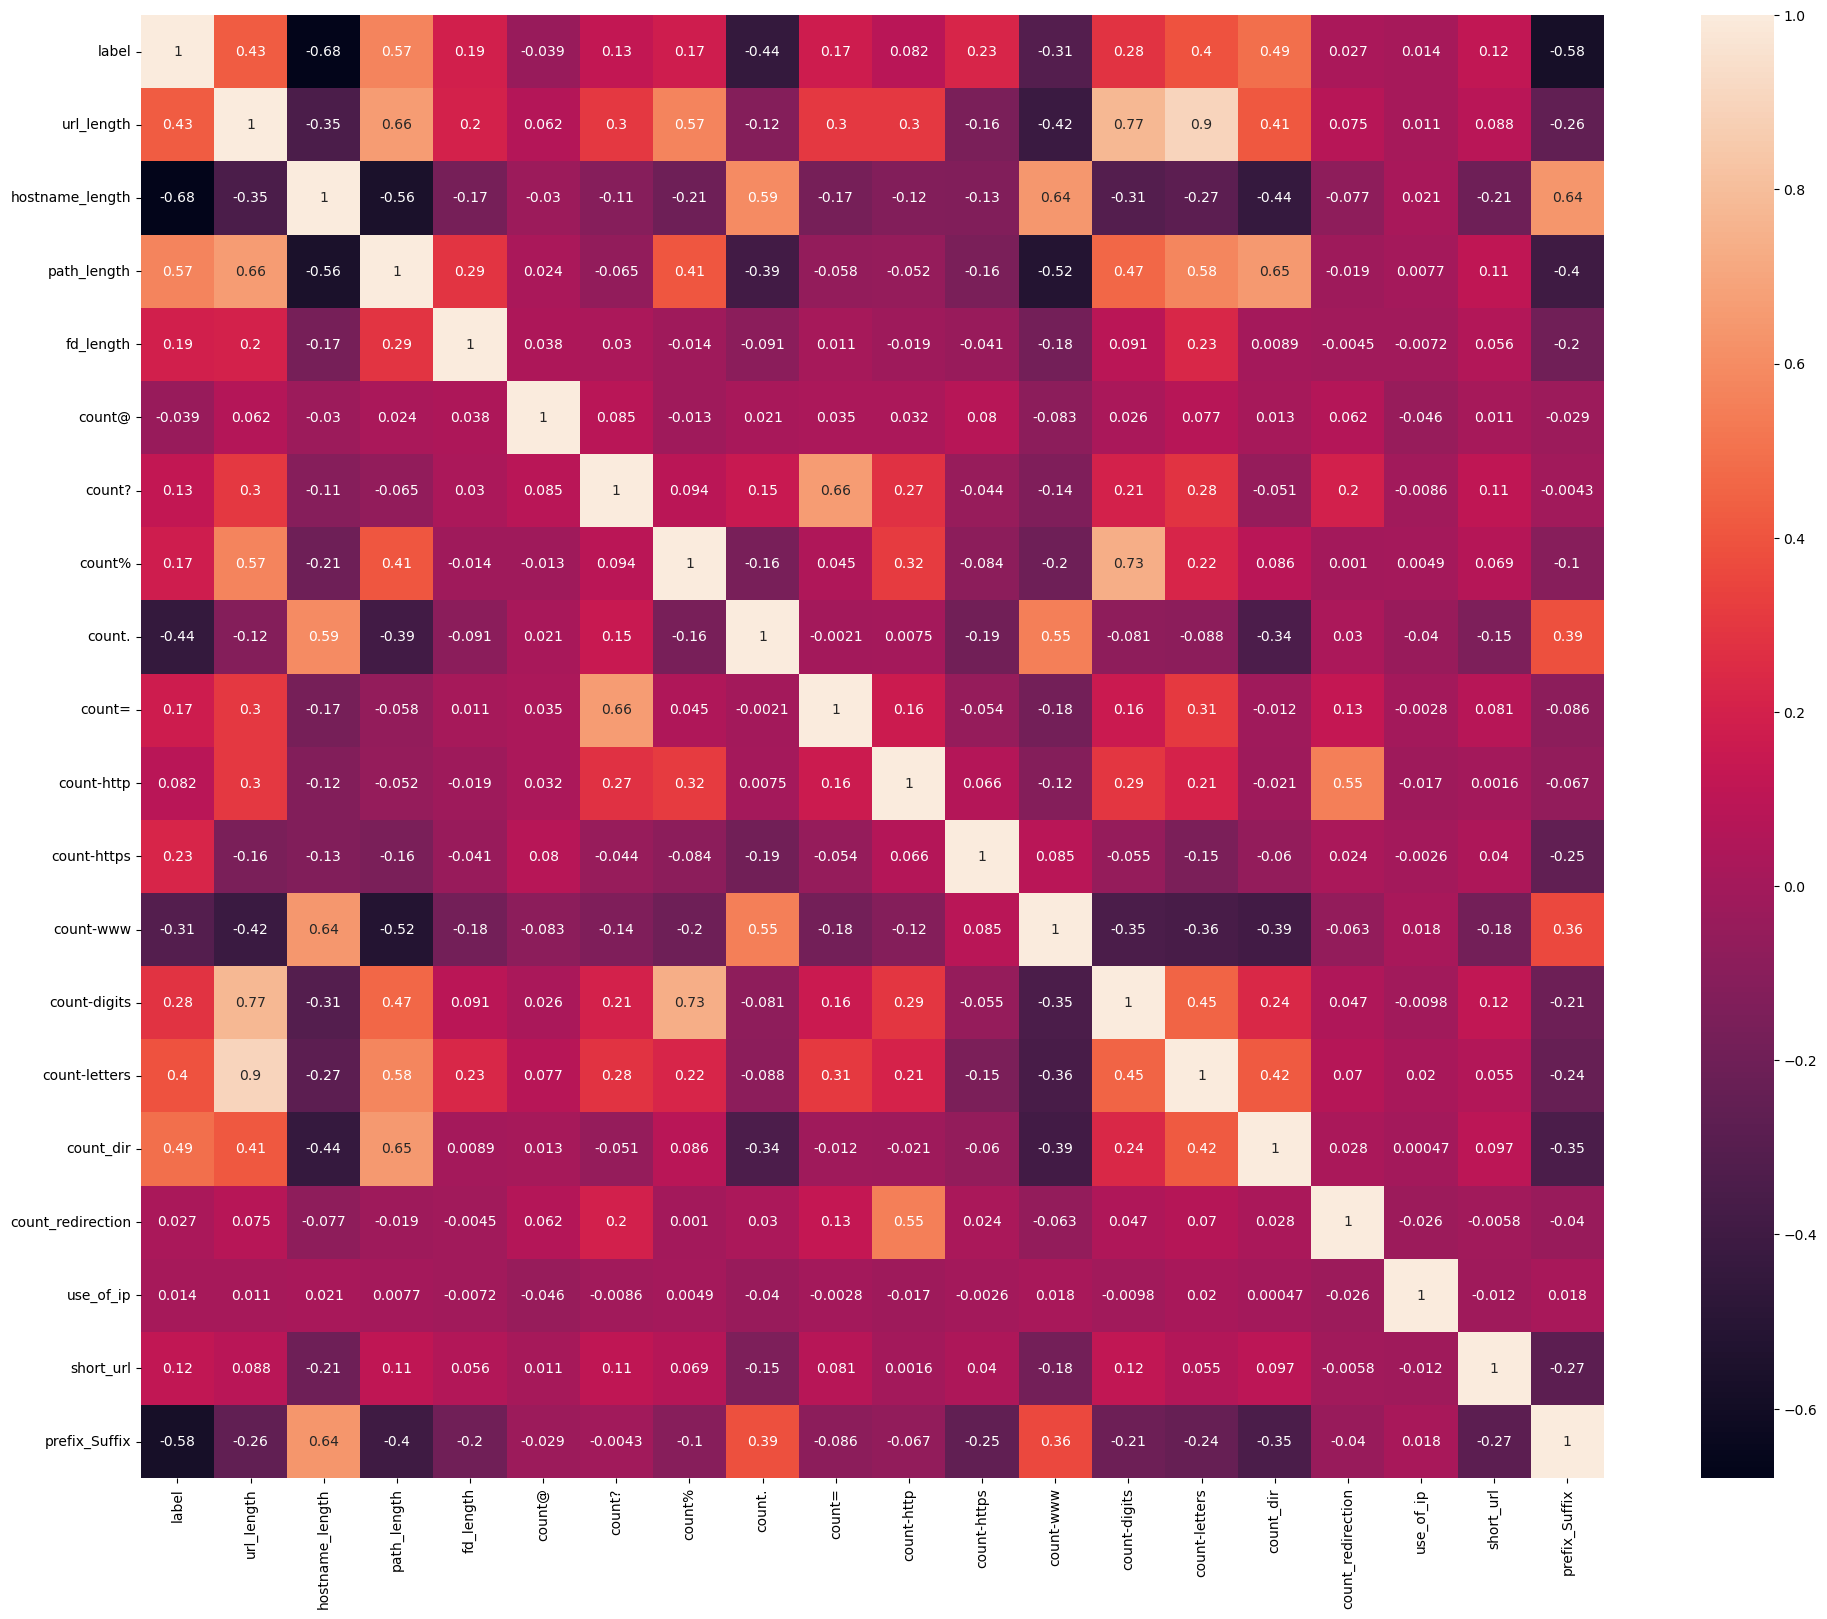 label 1 0.43 -0.68 0.57 0.19 -0.039 0.13 0.17 -0.44 0.17 0.082 0.23 -0.31 0.28 0.4 0.49 0.027 0.014 0.12 -0.58
url_length 0.43 1 -0.35 0.66 0.2 0.062 0.3 0.57 -0.12 0.3 0.3 -0.16 -0.42 0.77 0.9 0.41 0.075 0.011 0.088 -0.26
hostname_length -0.68 -0.35 1 -0.56 -0.17 -0.03 -0.11 -0.21 0.59 -0.17 -0.12 -0.13 0.64 -0.31 -0.27 -0.44 -0.077 0.021 -0.21 0.64
path_length 0.57 0.66 -0.56 1 0.29 0.024 -0.065 0.41 -0.39 -0.058 -0.052 -0.16 -0.52 0.47 0.58 0.65 -0.019 0.0077 0.11 -0.4
fd_length 0.19 0.2 -0.17 0.29 1 0.038 0.03 -0.014 -0.091 0.011 -0.019 -0.041 -0.18 0.091 0.23 0.0089 -0.0045 -0.0072 0.056 -0.2
count@ -0.039 0.062 -0.03 0.024 0.038 1 0.085 -0.013 0.021 0.035 0.032 0.08 -0.083 0.026 0.077 0.013 0.062 -0.046 0.011 -0.029
count? 0.13 0.3 -0.11 -0.065 0.03 0.085 1 0.094 0.15 0.66 0.27 -0.044 -0.14 0.21 0.28 -0.051 0.2 -0.0086 0.11 -0.0043
count% 0.17 0.57 -0.21 0.41 -0.014 -0.013 0.094 1 -0.16 0.045 0.32 -0.084 -0.2 0.73 0.22 0.086 0.001 0.0049 0.069 -0.1
count. -0.44 -0.12 0.59 -0.39 -0.091 0.021 0.15 -0.16 1 -0.0021 0.0075 -0.19 0.55 -0.081 -0.088 -0.34 0.03 -0.04 -0.15 0.39
count= 0.17 0.3 -0.17 -0.058 0.011 0.035 0.66 0.045 -0.0021 1 0.16 -0.054 -0.18 0.16 0.31 -0.012 0.13 -0.0028 0.081 -0.086
count-http 0.082 0.3 -0.12 -0.052 -0.019 0.032 0.27 0.32 0.0075 0.16 1 0.066 -0.12 0.29 0.21 -0.021 0.55 -0.017 0.0016 -0.067
count-https 0.23 -0.16 -0.13 -0.16 -0.041 0.08 -0.044 -0.084 -0.19 -0.054 0.066 1 0.085 -0.055 -0.15 -0.06 0.024 -0.0026 0.04 -0.25
count-www -0.31 -0.42 0.64 -0.52 -0.18 -0.083 -0.14 -0.2 0.55 -0.18 -0.12 0.085 1 -0.35 -0.36 -0.39 -0.063 0.018 -0.18 0.36
count-digits 0.28 0.77 -0.31 0.47 0.091 0.026 0.21 0.73 -0.081 0.16 0.29 -0.055 -0.35 1 0.45 0.24 0.047 -0.0098 0.12 -0.21
count-letters 0.4 0.9 -0.27 0.58 0.23 0.077 0.28 0.22 -0.088 0.31 0.21 -0.15 -0.36 0.45 1 0.42 0.07 0.02 0.055 -0.24
count_dir 0.49 0.41 -0.44 0.65 0.0089 0.013 -0.051 0.086 -0.34 -0.012 -0.021 -0.06 -0.39 0.24 0.42 1 0.028 0.00047 0.097 -0.35
count_redirection 0.027 0.075 -0.077 -0.019 -0.0045 0.062 0.2 0.001 0.03 0.13 0.55 0.024 -0.063 0.047 0.07 0.028 1 -0.026 -0.0058 -0.04
use_of_ip 0.014 0.011 0.021 0.0077 -0.0072 -0.046 -0.0086 0.0049 -0.04 -0.0028 -0.017 -0.0026 0.018 -0.0098 0.02 0.00047 -0.026 1 -0.012 0.018
short_url 0.12 0.088 -0.21 0.11 0.056 0.011 0.11 0.069 -0.15 0.081 0.0016 0.04 -0.18 0.12 0.055 0.097 -0.0058 -0.012 1 -0.27
prefix_Suffix -0.58 -0.26 0.64 -0.4 -0.2 -0.029 -0.0043 -0.1 0.39 -0.086 -0.067 -0.25 0.36 -0.21 -0.24 -0.35 -0.04 0.018 -0.27 1
label
url_length
hostname_length
path_length
fd_length
count@
count?
count%
count.
count=
count-http
count-https
count-www
count-digits
count-letters
count_dir
count_redirection
use_of_ip
short_url
prefix_Suffix
1.0
0.8
0.6
0.4
0.2
0.0
−0.2
−0.4
−0.6